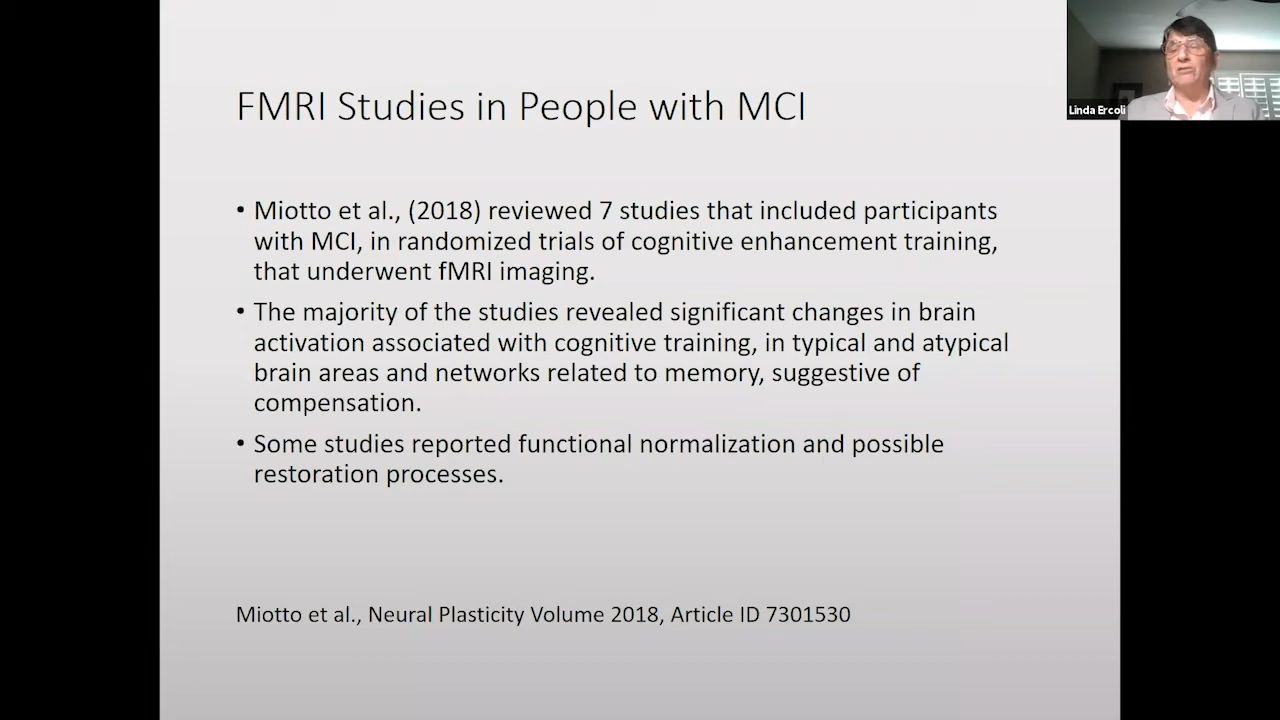 FMRI Studies in People with MCI
Linda Ercoli
• Miotto et al., (2018) reviewed 7 studies that included participants
with MCI, in randomized trials of cognitive enhancement training,
that underwent fMRI imaging.
• The majority of the studies revealed significant changes in brain
activation associated with cognitive training, in typical and atypical
brain areas and networks related to memory, suggestive of
compensation.
• Some studies reported functional normalization and possible
restoration processes.
Miotto et al., Neural Plasticity Volume 2018, Article ID 7301530